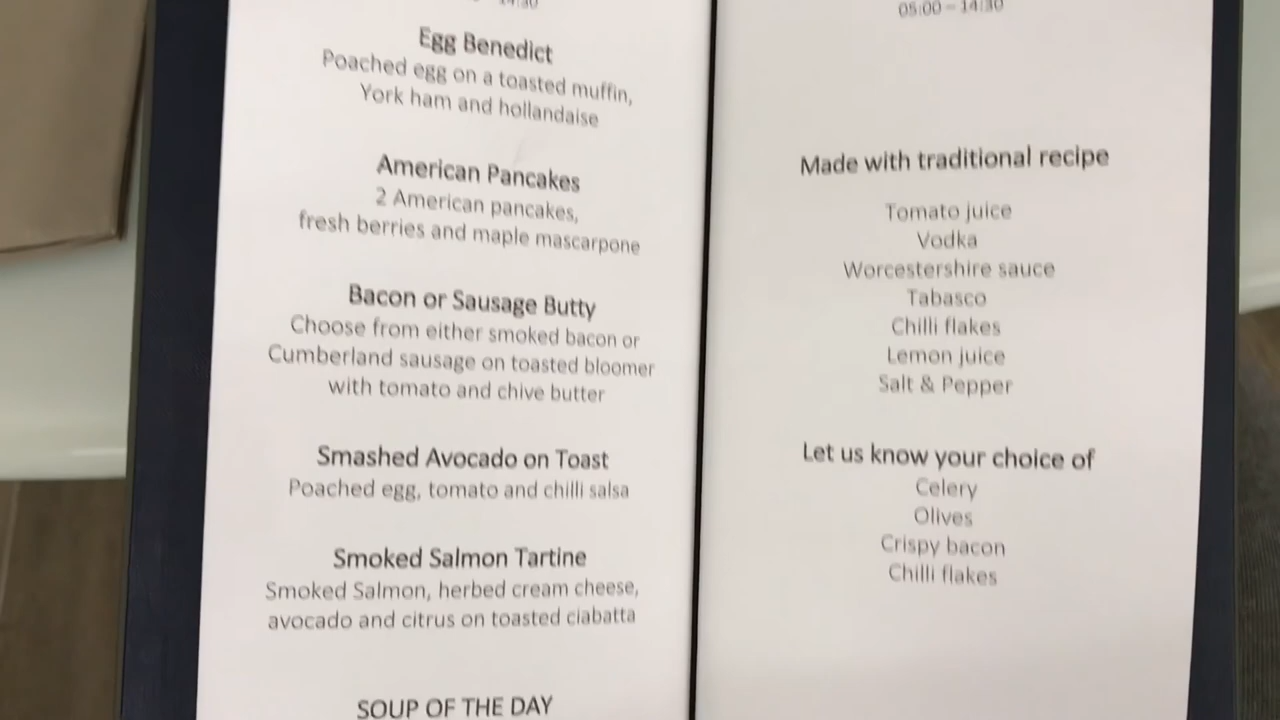 14:30
Egg Benedict
Poached egg on a toasted muffin,
York ham and hollandaise
American Pancakes
2 American pancakes,
fresh berries and maple mascarpone
Bacon or Sausage Butty
Choose from either smoked bacon or
Cumberland sausage on toasted bloomer
with tomato and chive butter
Smashed Avocado on Toast
Poached egg, tomato and chilli salsa
Smoked Salmon Tartine
Smoked Salmon, herbed cream cheese,
avocado and citrus on toasted ciabatta
SOUP OF THE DAY
05:00 – 14:30
Made with traditional recipe
Tomato juice
Vodka
Worcestershire sauce
Tabasco
Chilli flakes
Lemon juice
Salt & Pepper
Let us know your choice of
Celery
Olives
Crispy bacon
Chilli flakes